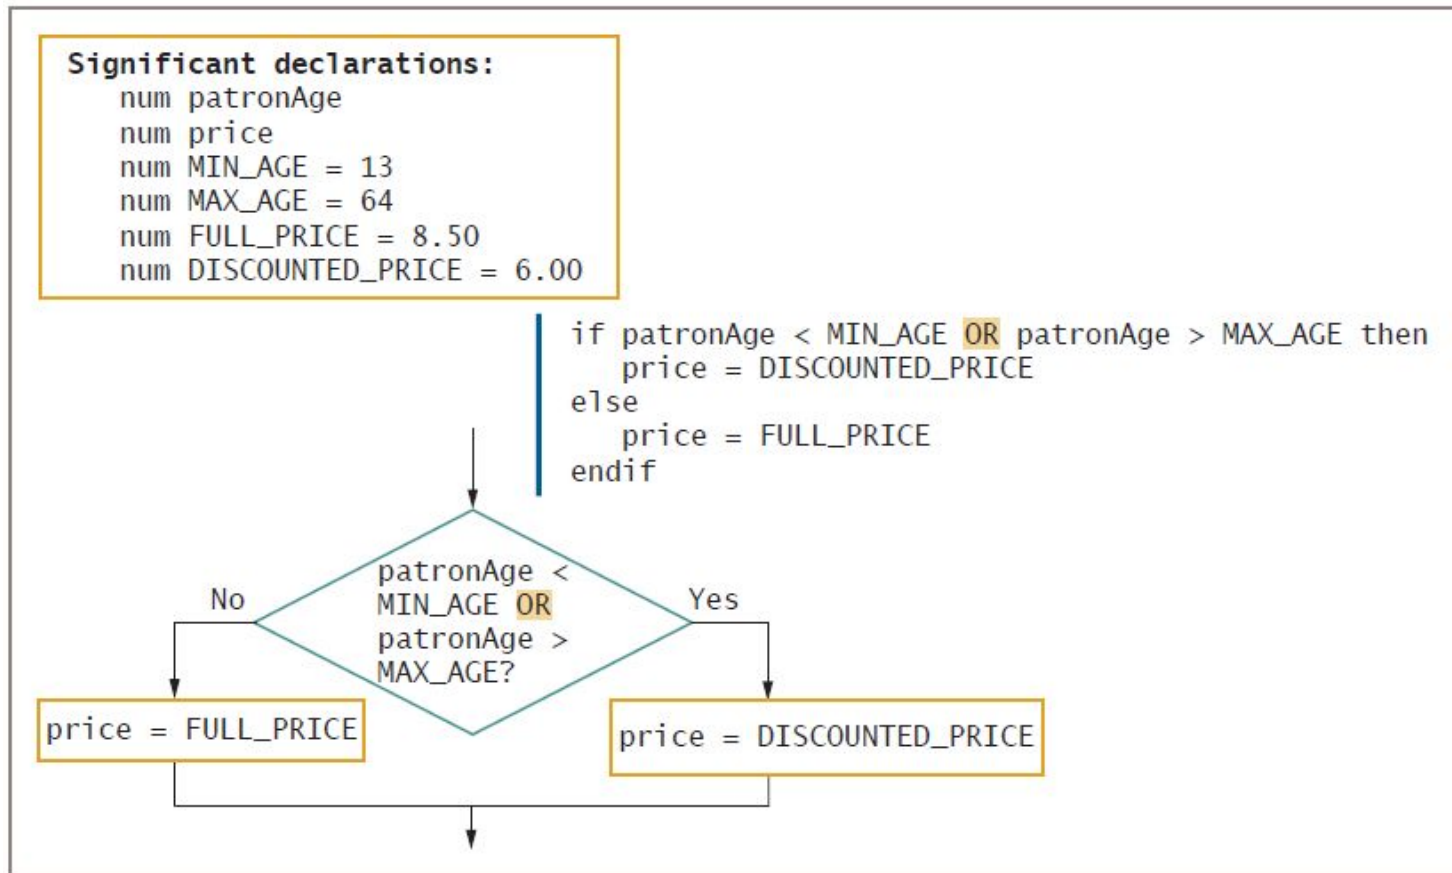 Significant declarations:
num patronAge
num price
num MIN_AGE = 13
num MAX_AGE = 64
num FULL_PRICE = 8.50
num DISCOUNTED_PRICE = 6.00
if patronAge < MIN_AGE OR patronAge > MAX_AGE then
price = DISCOUNTED_PRICE
else
price = FULL_PRICE
endif
patronAge <
MIN_AGE OR
patronAge >
MAX_AGE?
No
Yes
price = FULL_PRICE
price = DISCOUNTED_PRICE